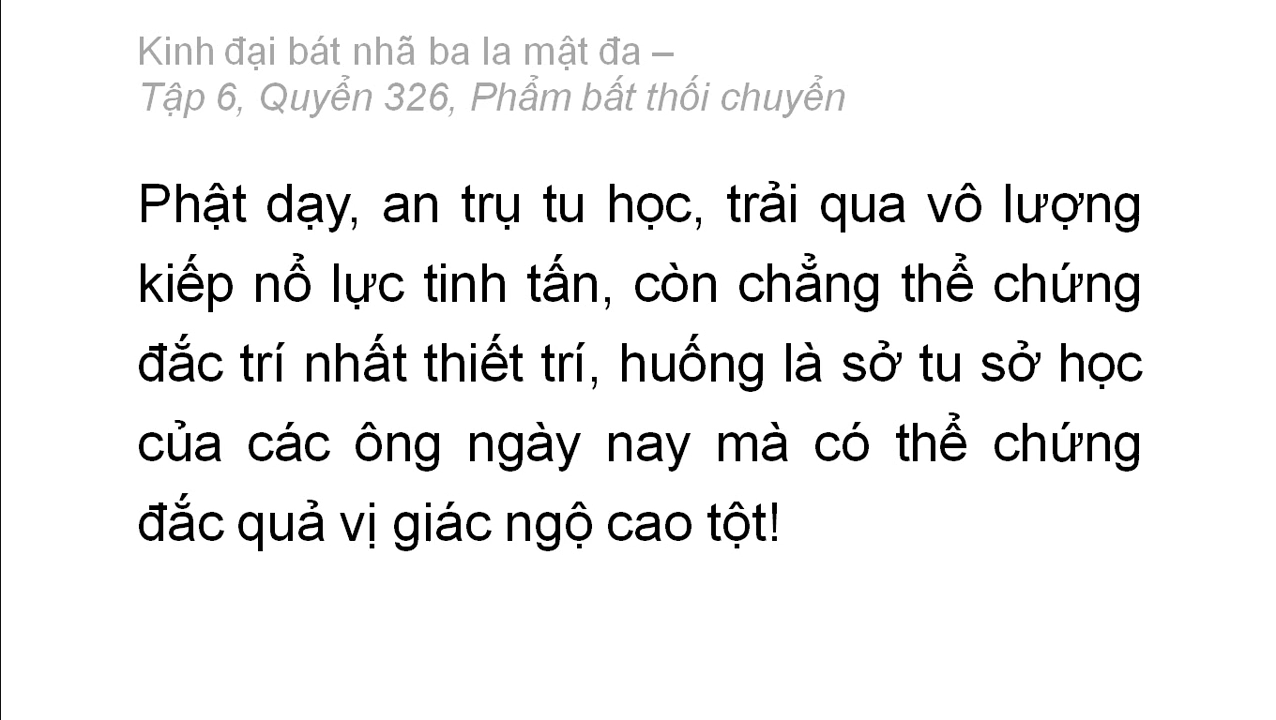 Kinh đại bát nhã ba la mật đa –
Tập 6, Quyển 326, Phẩm bất thối chuyển
Phật dạy, an trụ tu học, trải qua vô lượng
kiếp nổ lực tinh tấn, còn chẳng thể chứng
đắc trí nhất thiết trí, huống là sở tu sở học
của các ông ngày nay mà có thể chứng
đắc quả vị giác ngộ cao tột!